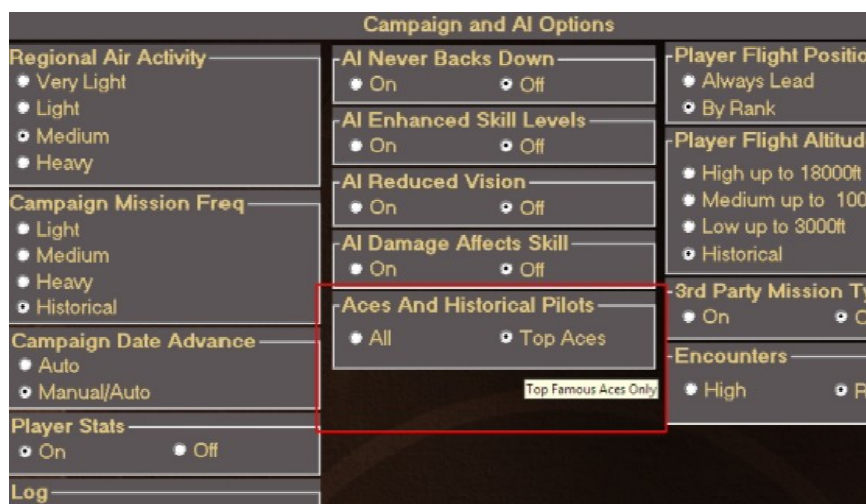 Campaign and AI Options
Regional Air Activity
Very Light
Light
Medium
Heavy
Campaign Mission Freq
Light
Medium
Heavy
Historical
Campaign Date Advance
Auto
Manual/Auto
Player Stats
On Off
Log
AI Never Backs Down
On Off
AI Enhanced Skill Levels
On Off
AI Reduced Vision
On Off
AI Damage Affects Skill
On Off
Aces And Historical Pilots
All Top Aces
Top Famous Aces Only
Player Flight Positio
Always Lead
By Rank
Player Flight Altitud
High up to 18000ft
Medium up to 100
Low up to 3000ft
Historical
3rd Party Mission Ty
On
Encounters
High R